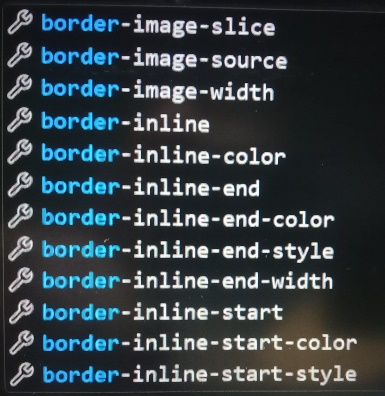 border-image-slice
border-image-source
border-image-width
border-inline
border-inline-color
border-inline-end
border-inline-end-color
border-inline-end-style
border-inline-end-width
border-inline-start
border-inline-start-color
border-inline-start-style